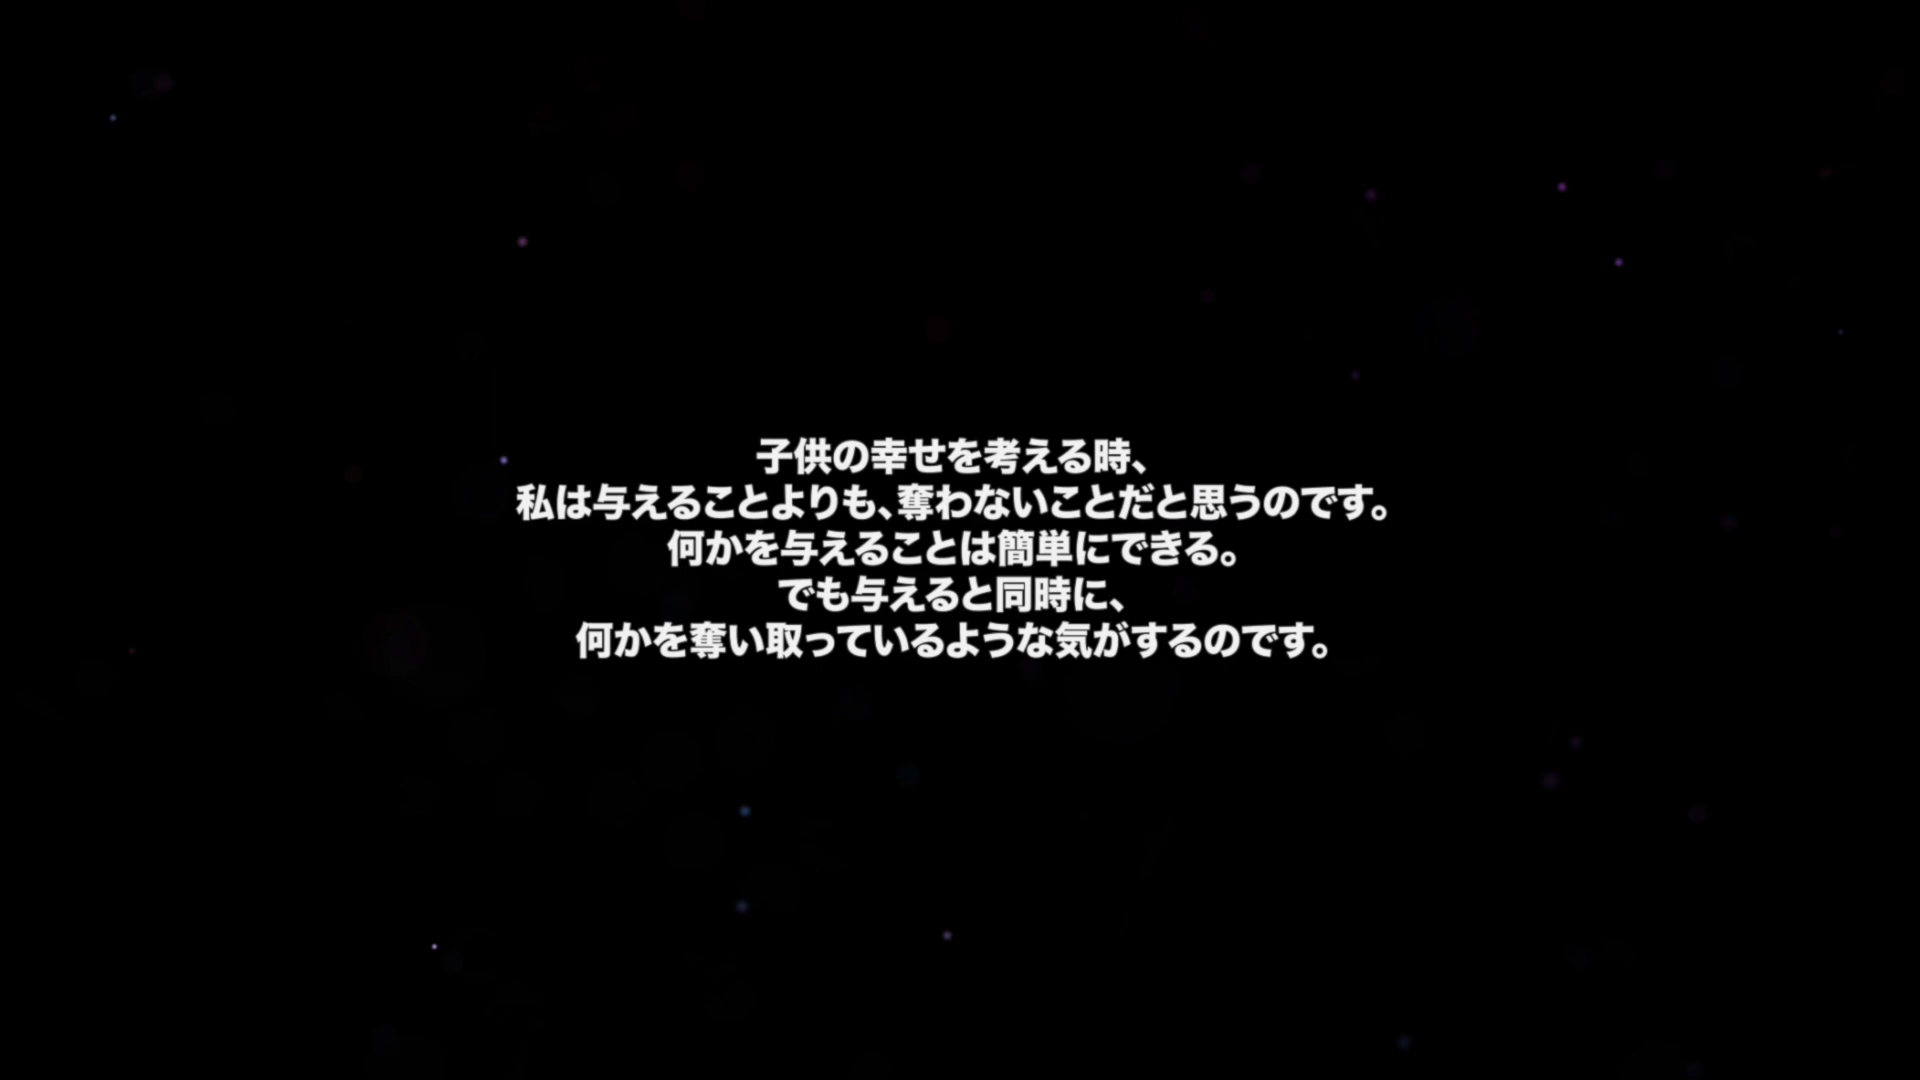 子供の幸せを考える時、
私は与えることよりも、奪わないことだと思うのです。
何かを与えることは簡単にできる。
でも与えると同時に、
何かを奪い取っているような気がするのです。